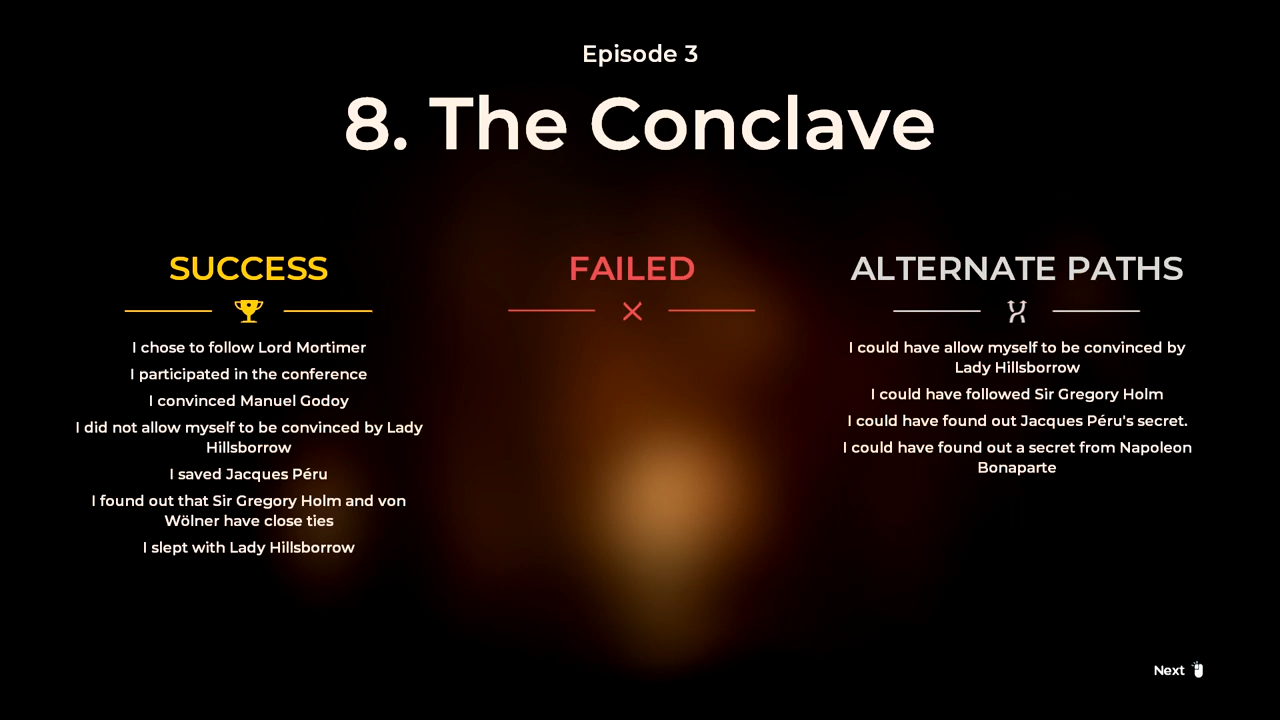 Episode 3
8. The Conclave
SUCCESS
I chose to follow Lord Mortimer
I participated in the conference
I convinced Manuel Godoy
I did not allow myself to be convinced by Lady
Hillsborrow
I saved Jacques Péru
I found out that Sir Gregory Holm and von
Wölner have close ties
I slept with Lady Hillsborrow
FAILED
ALTERNATE PATHS
I could have allow myself to be convinced by
Lady Hillsborrow
I could have followed Sir Gregory Holm
I could have found out Jacques Péru's secret.
I could have found out a secret from Napoleon
Bonaparte
Next